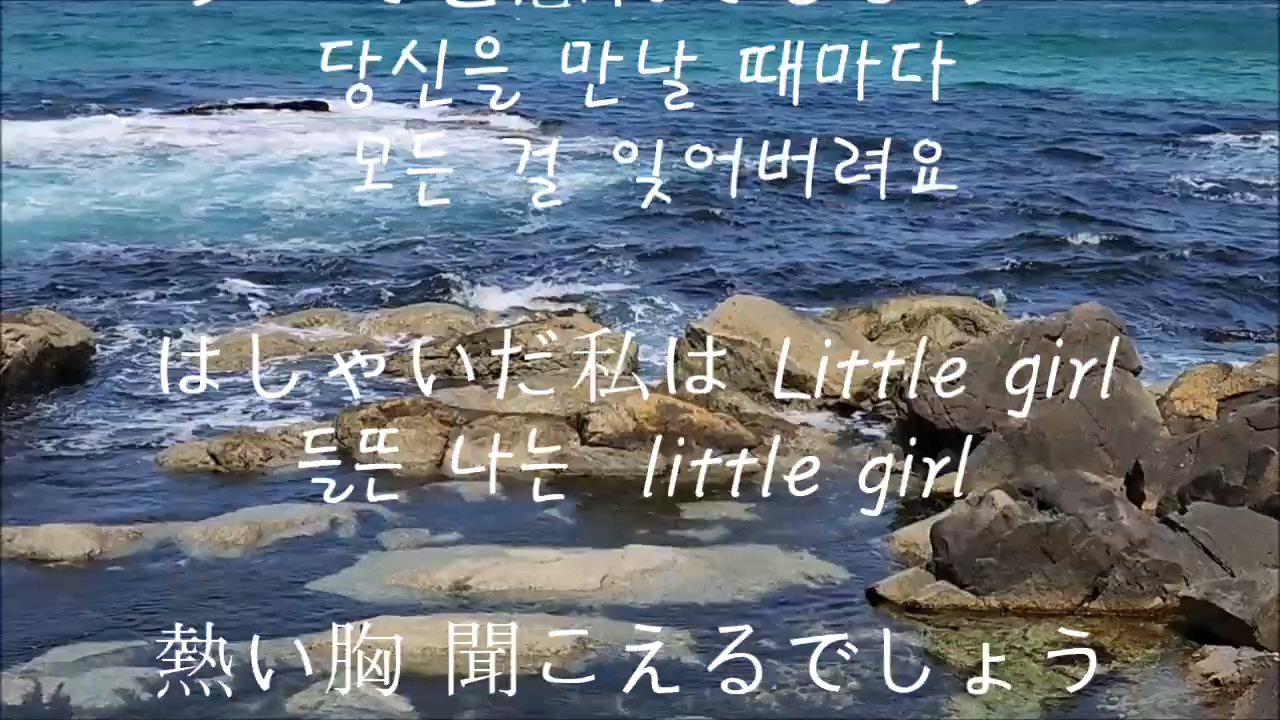 당신을 만날 때마다
모든 걸 잊어버려요
はしゃいだ私は Little girl
들뜬 나는 little girl
熱い胸 聞こえるでしょう